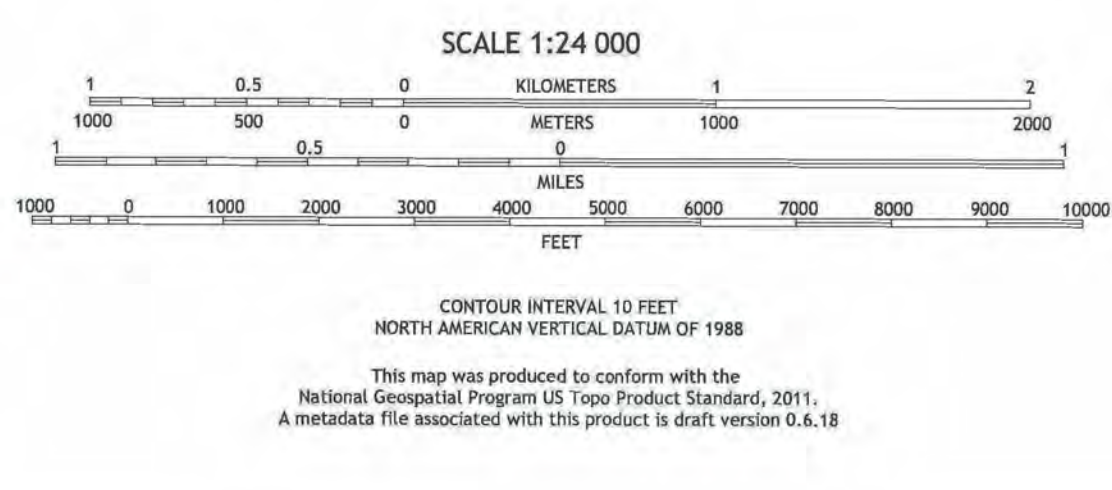 SCALE 1:24 000
1 0.5 0 KILOMETERS 1 2
1000 500 0 METERS 1000 2000
1 0.5 0 1
MILES
1000 0 1000 2000 3000 4000 5000 6000 7000 8000 9000 10000
FEET
CONTOUR INTERVAL 10 FEET
NORTH AMERICAN VERTICAL DATUM OF 1988
This map was produced to conform with the
National Geospatial Program US Topo Product Standard, 2011.
A metadata file associated with this product is draft version 0.6.18